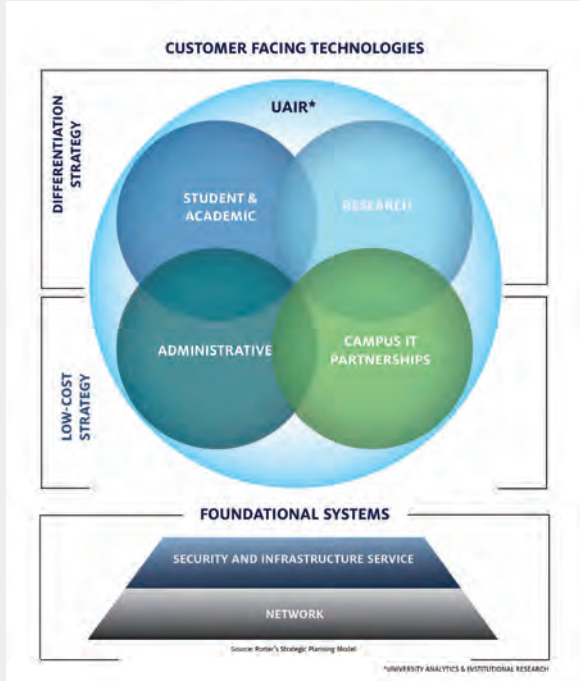 CUSTOMER FACING TECHNOLOGIES
DIFFERENTIATION
STRATEGY
UAIR*
STUDENT &
ACADEMIC
RESEARCH
LOW-COST
STRATEGY
ADMINISTRATIVE
CAMPUS IT
PARTNERSHIPS
FOUNDATIONAL SYSTEMS
SECURITY AND INFRASTRUCTURE SERVICE
NETWORK
Source: Porter's Strategic Planning Model
*UNIVERSITY ANALYTICS & INSTITUTIONAL RESEARCH